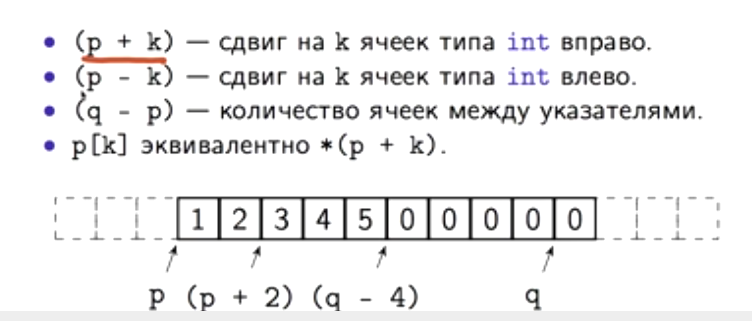 (p + k) — сдвиг на k ячеек типа int вправо.
(p - k) — сдвиг на k ячеек типа int влево.
(q - p) — количество ячеек между указателями.
p[k] эквивалентно *(p + k).
1 2 3 4 5 0 0 0 0 0
p (p + 2) (q - 4) q